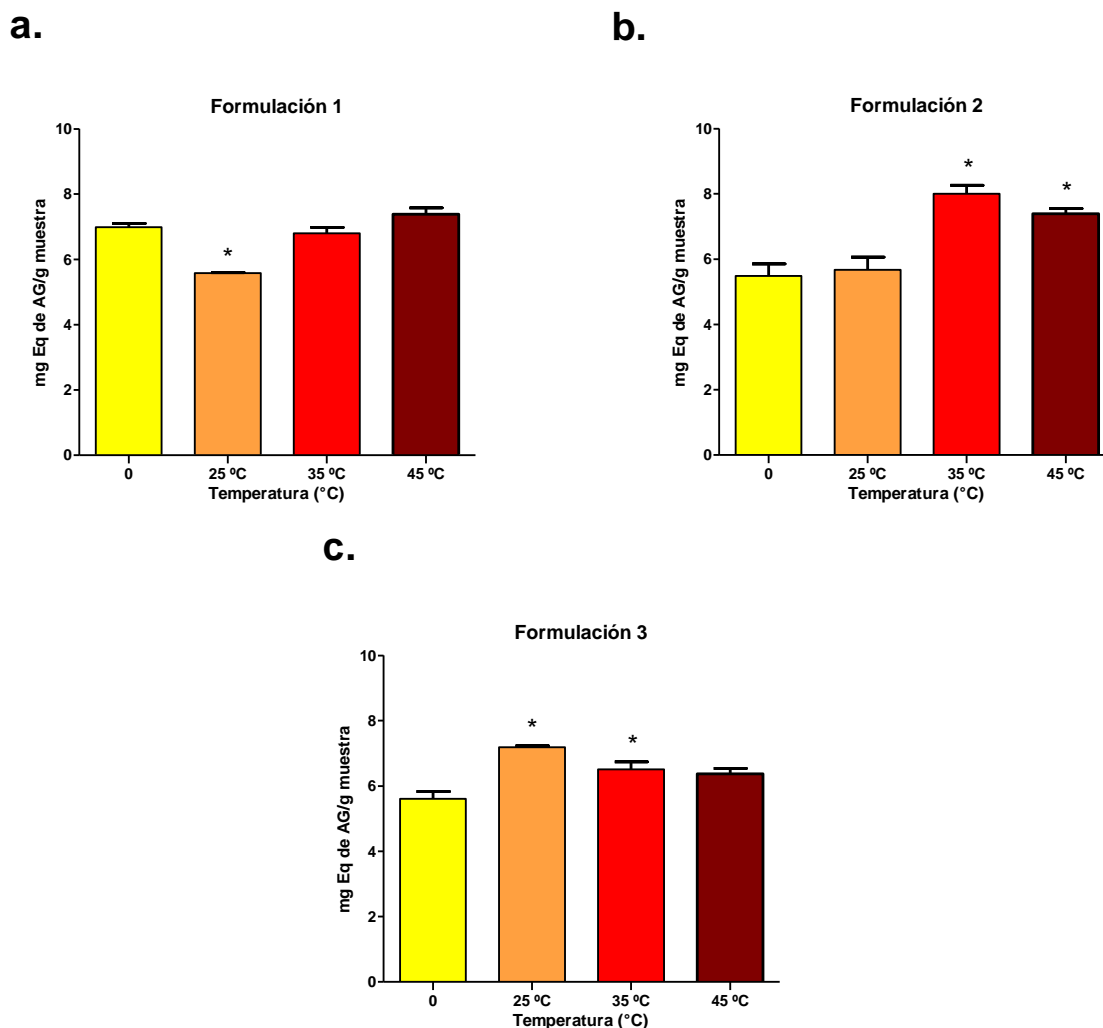 a.
Formulación 1
mg Eq de AG/g muestra
10
8
6
4
2
0
*
0 25 ºC 35 ºC 45 ºC
Temperatura (°C)
b.
Formulación 2
mg Eq de AG/g muestra
10
8
6
4
2
0
* *
0 25 ºC 35 ºC 45 ºC
Temperatura (°C)
c.
Formulación 3
mg Eq de AG/g muestra
10
8
6
4
2
0
* *
0 25 ºC 35 ºC 45 ºC
Temperatura (°C)